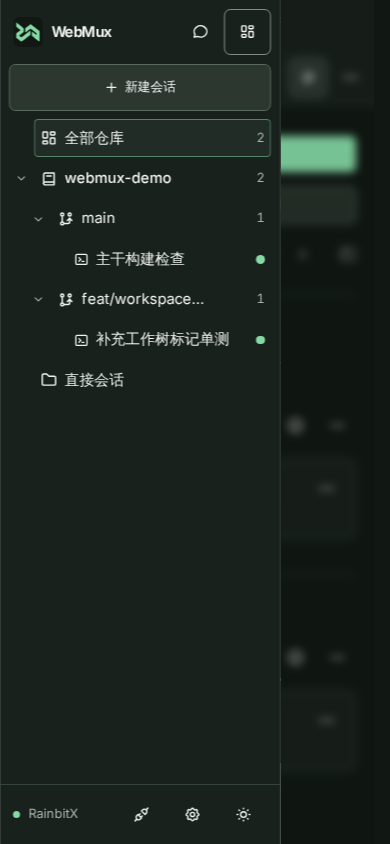 WebMux
新建会话
全部仓库 2
webmux-demo 2
main 1
主干构建检查
feat/workspace... 1
补充工作树标记单测
直接会话
RainbitX